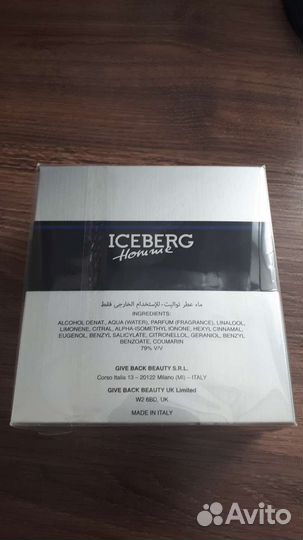 ICEBERG
Homme
ماء عطر تواليت -للإستخدام الخارجي فقط
INGREDIENTS:
ALCOHOL DENAT., AQUA (WATER), PARFUM (FRAGRANCE), LINALOOL,
LIMONENE, CITRAL, ALPHA-ISOMETHYL IONONE, HEXYL CINNAMAL,
EUGENOL, BENZYL SALICYLATE, CITRONELLOL, GERANIOL, BENZYL
BENZOATE, COUMARIN
79% V/V
GIVE BACK BEAUTY S.R.L.
Corso Italia 13 – 20122 Milano (MI) – ITALY
GIVE BACK BEAUTY UK Limited
W2 6BD, UK
MADE IN ITALY
Avito